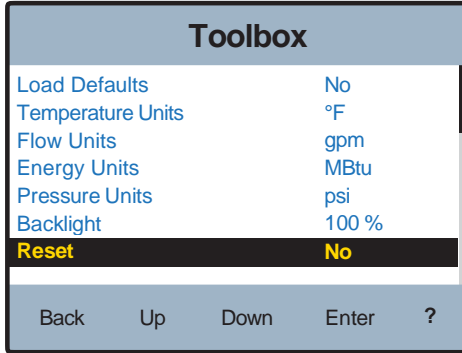 Toolbox
Load Defaults No
Temperature Units °F
Flow Units gpm
Energy Units MBtu
Pressure Units psi
Backlight 100 %
Reset No
Back Up Down Enter ?